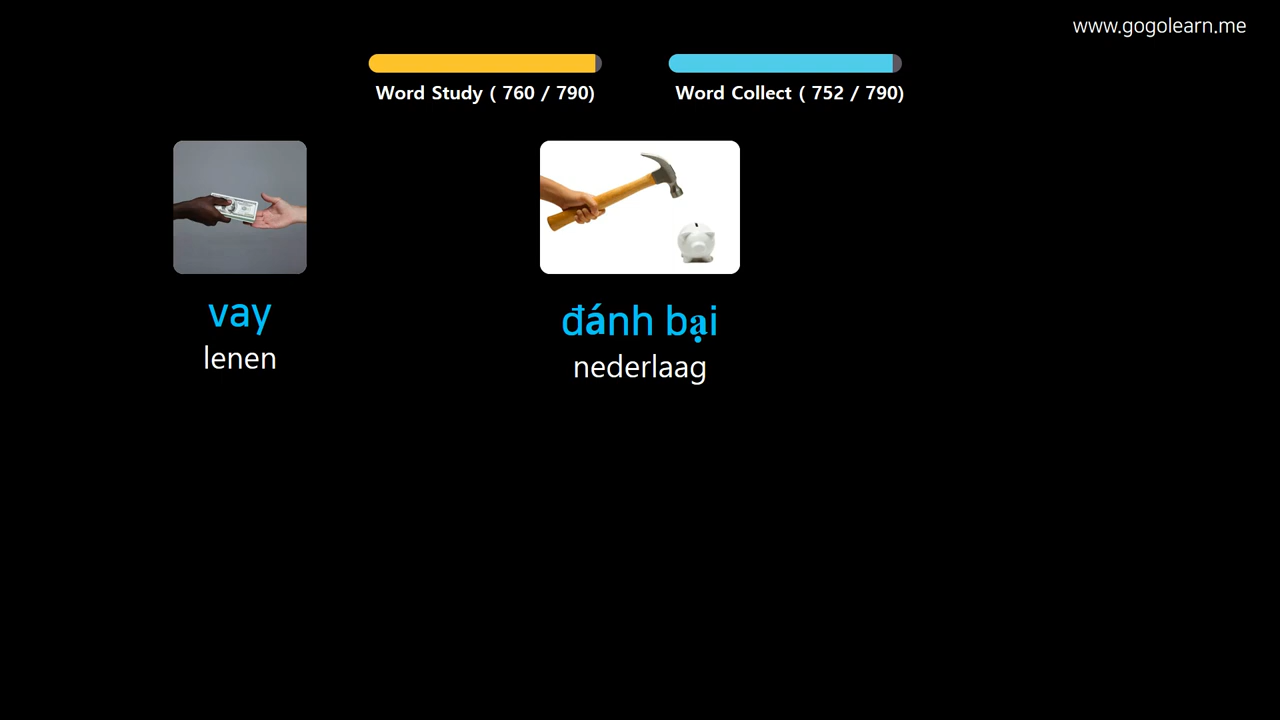 www.gogolearn.me
Word Study ( 760 / 790)
Word Collect ( 752 / 790)
vay
lenen
đánh bại
nederlaag